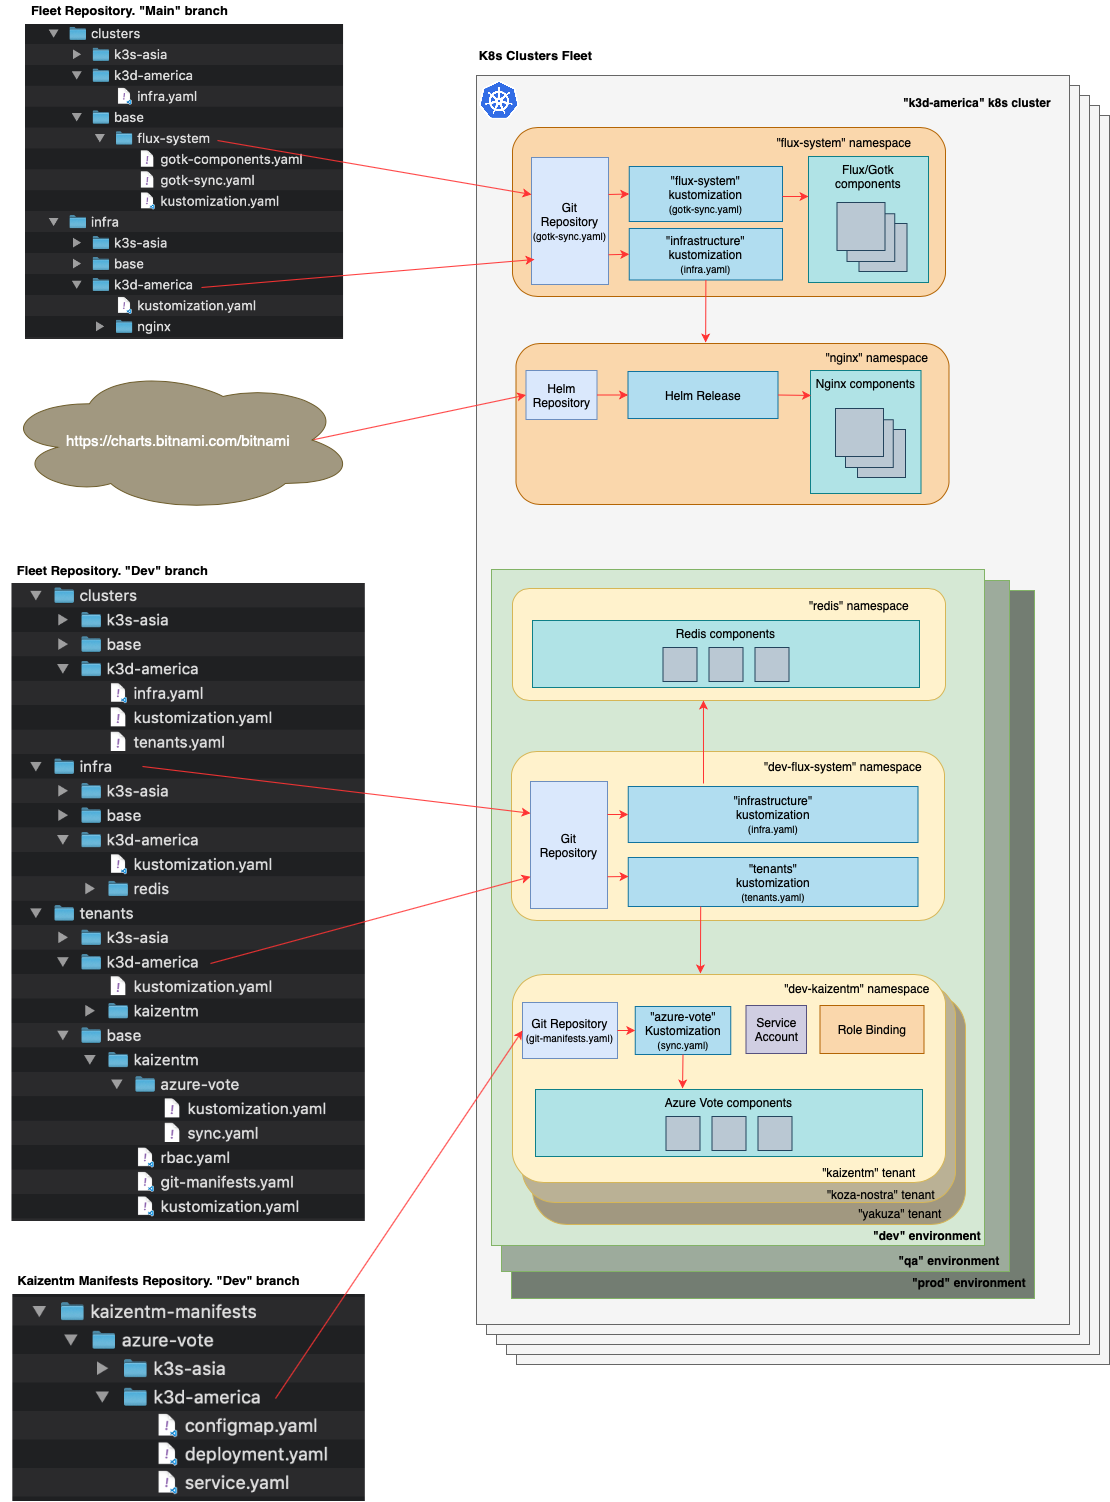 Fleet Repository. "Main" branch
clusters
k3s-asia
k3d-america
infra.yaml
base
flux-system
gotk-components.yaml
gotk-sync.yaml
kustomization.yaml
infra
k3s-asia
base
k3d-america
kustomization.yaml
nginx
https://charts.bitnami.com/bitnami
Fleet Repository. "Dev" branch
clusters
k3s-asia
base
k3d-america
infra.yaml
kustomization.yaml
tenants.yaml
infra
k3s-asia
base
k3d-america
kustomization.yaml
redis
tenants
k3s-asia
k3d-america
kustomization.yaml
kaizentm
base
kaizentm
azure-vote
kustomization.yaml
sync.yaml
rbac.yaml
git-manifests.yaml
kustomization.yaml
Kaizentm Manifests Repository. "Dev" branch
kaizentm-manifests
azure-vote
k3s-asia
k3d-america
configmap.yaml
deployment.yaml
service.yaml
K8s Clusters Fleet
"k3d-america" k8s cluster
"flux-system" namespace
Git
Repository
(gotk-sync.yaml)
"flux-system"
kustomization
(gotk-sync.yaml)
"infrastructure"
kustomization
(infra.yaml)
Flux/Gotk
components
"nginx" namespace
Helm
Repository
Helm Release
Nginx components
"redis" namespace
Redis components
"dev-flux-system" namespace
Git
Repository
"infrastructure"
kustomization
(infra.yaml)
"tenants"
kustomization
(tenants.yaml)
"dev-kaizentm" namespace
Git Repository
(git-manifests.yaml)
"azure-vote"
Kustomization
(sync.yaml)
Service
Account
Role Binding
Azure Vote components
"kaizentm" tenant
"koza-nostra" tenant
"yakuza" tenant
"dev" environment
"qa" environment
"prod" environment